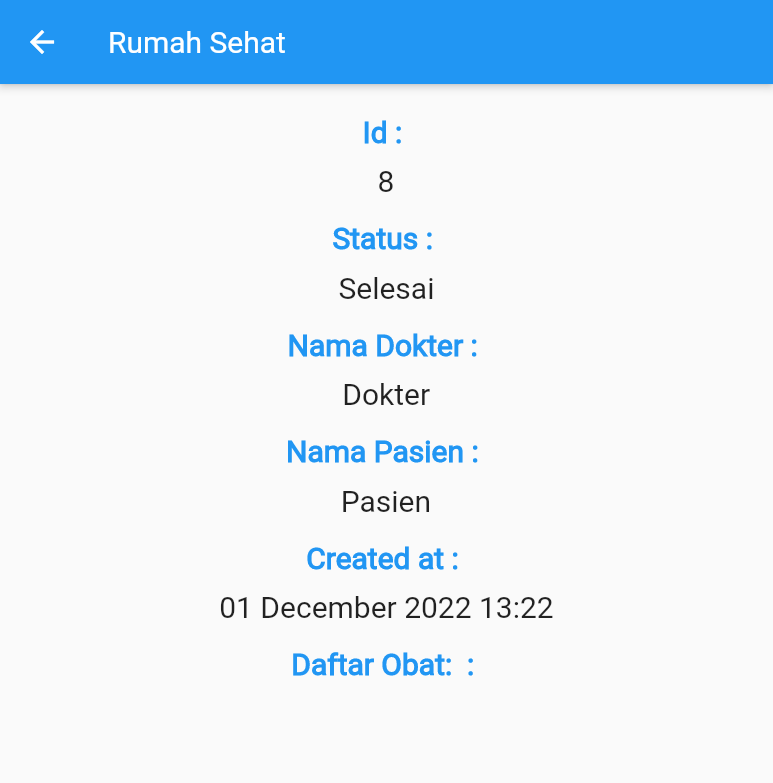 Rumah Sehat
Id :
8
Status :
Selesai
Nama Dokter :
Dokter
Nama Pasien :
Pasien
Created at :
01 December 2022 13:22
Daftar Obat:  :